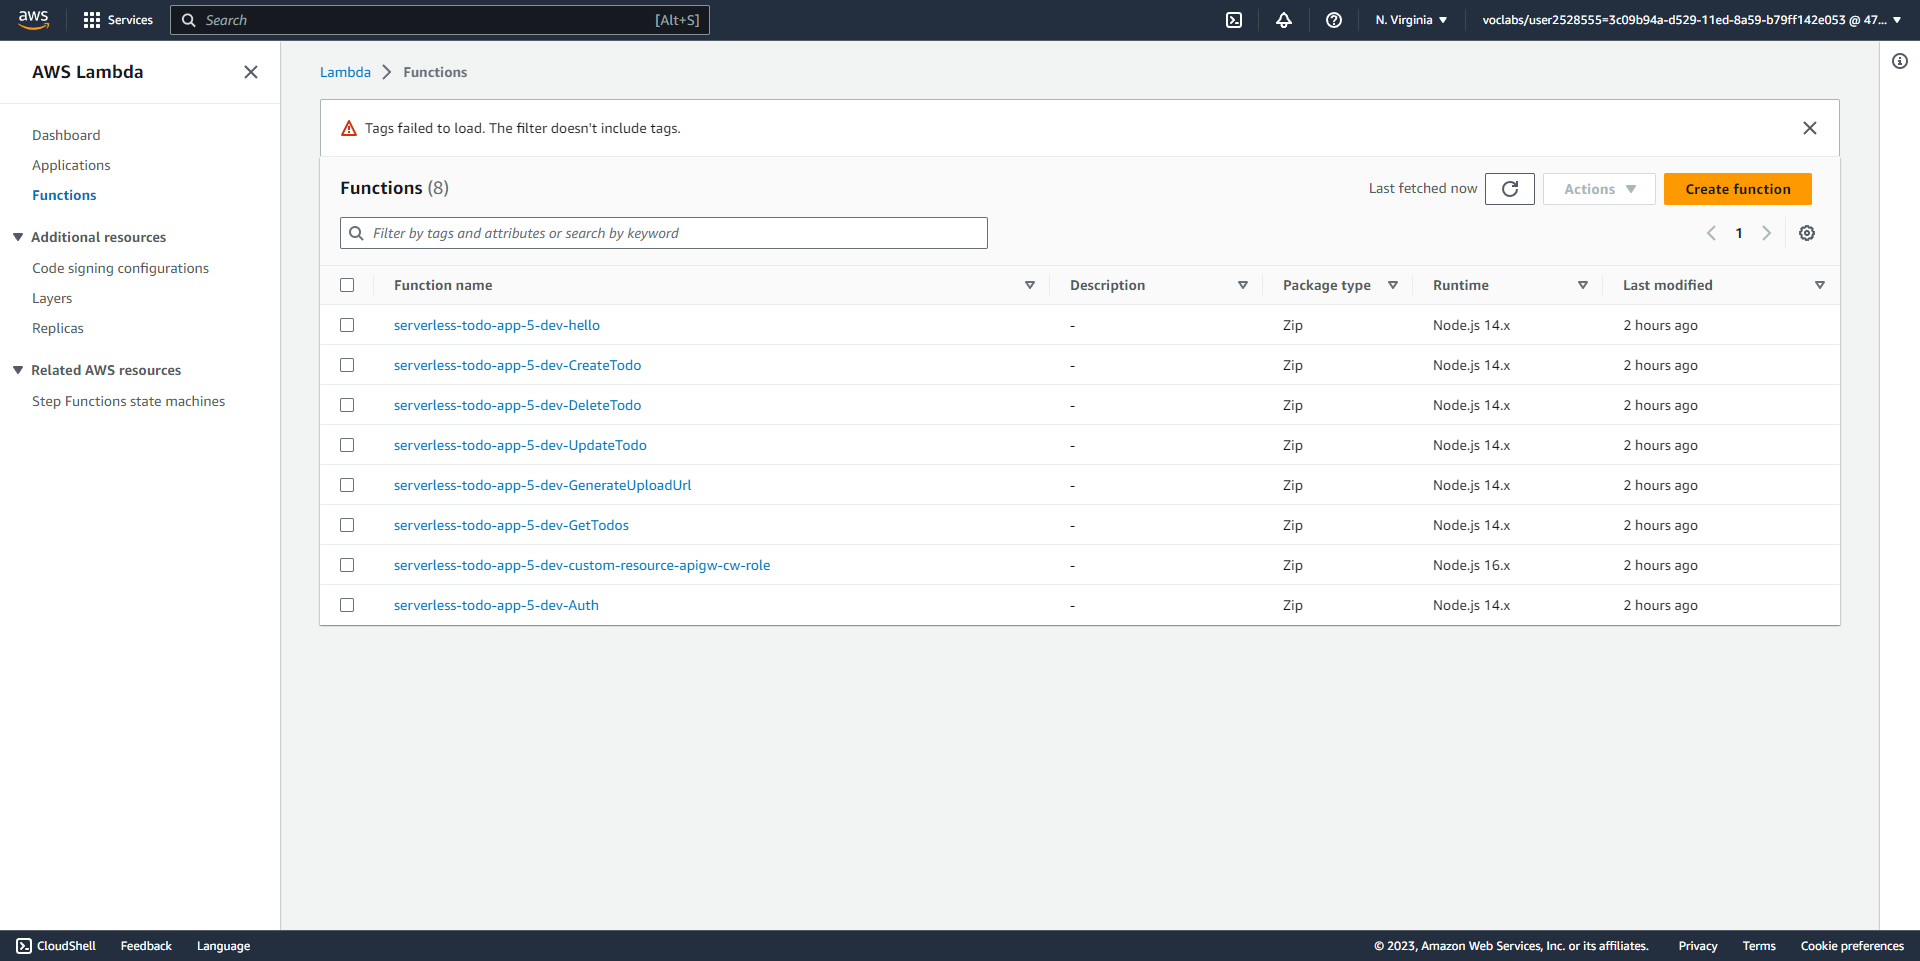 aws Services Search [Alt+S] N. Virginia voclabs/user2528555=3c09b94a-d529-11ed-8a59-b79ff142e053 @ 47...
AWS Lambda
Dashboard
Applications
Functions
Additional resources
Code signing configurations
Layers
Replicas
Related AWS resources
Step Functions state machines
Lambda Functions
Tags failed to load. The filter doesn't include tags.
Functions (8) Last fetched now Actions Create function
Filter by tags and attributes or search by keyword 1
Function name Description Package type Runtime Last modified
serverless-todo-app-5-dev-hello - Zip Node.js 14.x 2 hours ago
serverless-todo-app-5-dev-CreateTodo - Zip Node.js 14.x 2 hours ago
serverless-todo-app-5-dev-DeleteTodo - Zip Node.js 14.x 2 hours ago
serverless-todo-app-5-dev-UpdateTodo - Zip Node.js 14.x 2 hours ago
serverless-todo-app-5-dev-GenerateUploadUrl - Zip Node.js 14.x 2 hours ago
serverless-todo-app-5-dev-GetTodos - Zip Node.js 14.x 2 hours ago
serverless-todo-app-5-dev-custom-resource-apigw-cw-role - Zip Node.js 16.x 2 hours ago
serverless-todo-app-5-dev-Auth - Zip Node.js 14.x 2 hours ago
CloudShell Feedback Language © 2023, Amazon Web Services, Inc. or its affiliates. Privacy Terms Cookie preferences